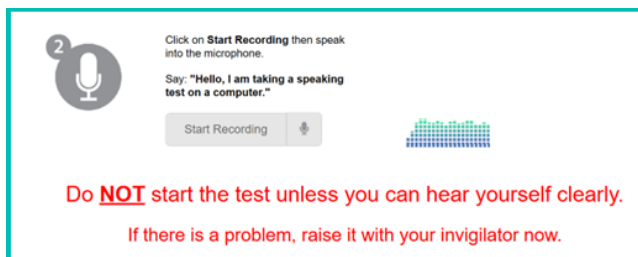 2
Click on Start Recording then speak
into the microphone.
Say: "Hello, I am taking a speaking
test on a computer."
Start Recording
Do NOT start the test unless you can hear yourself clearly.
If there is a problem, raise it with your invigilator now.